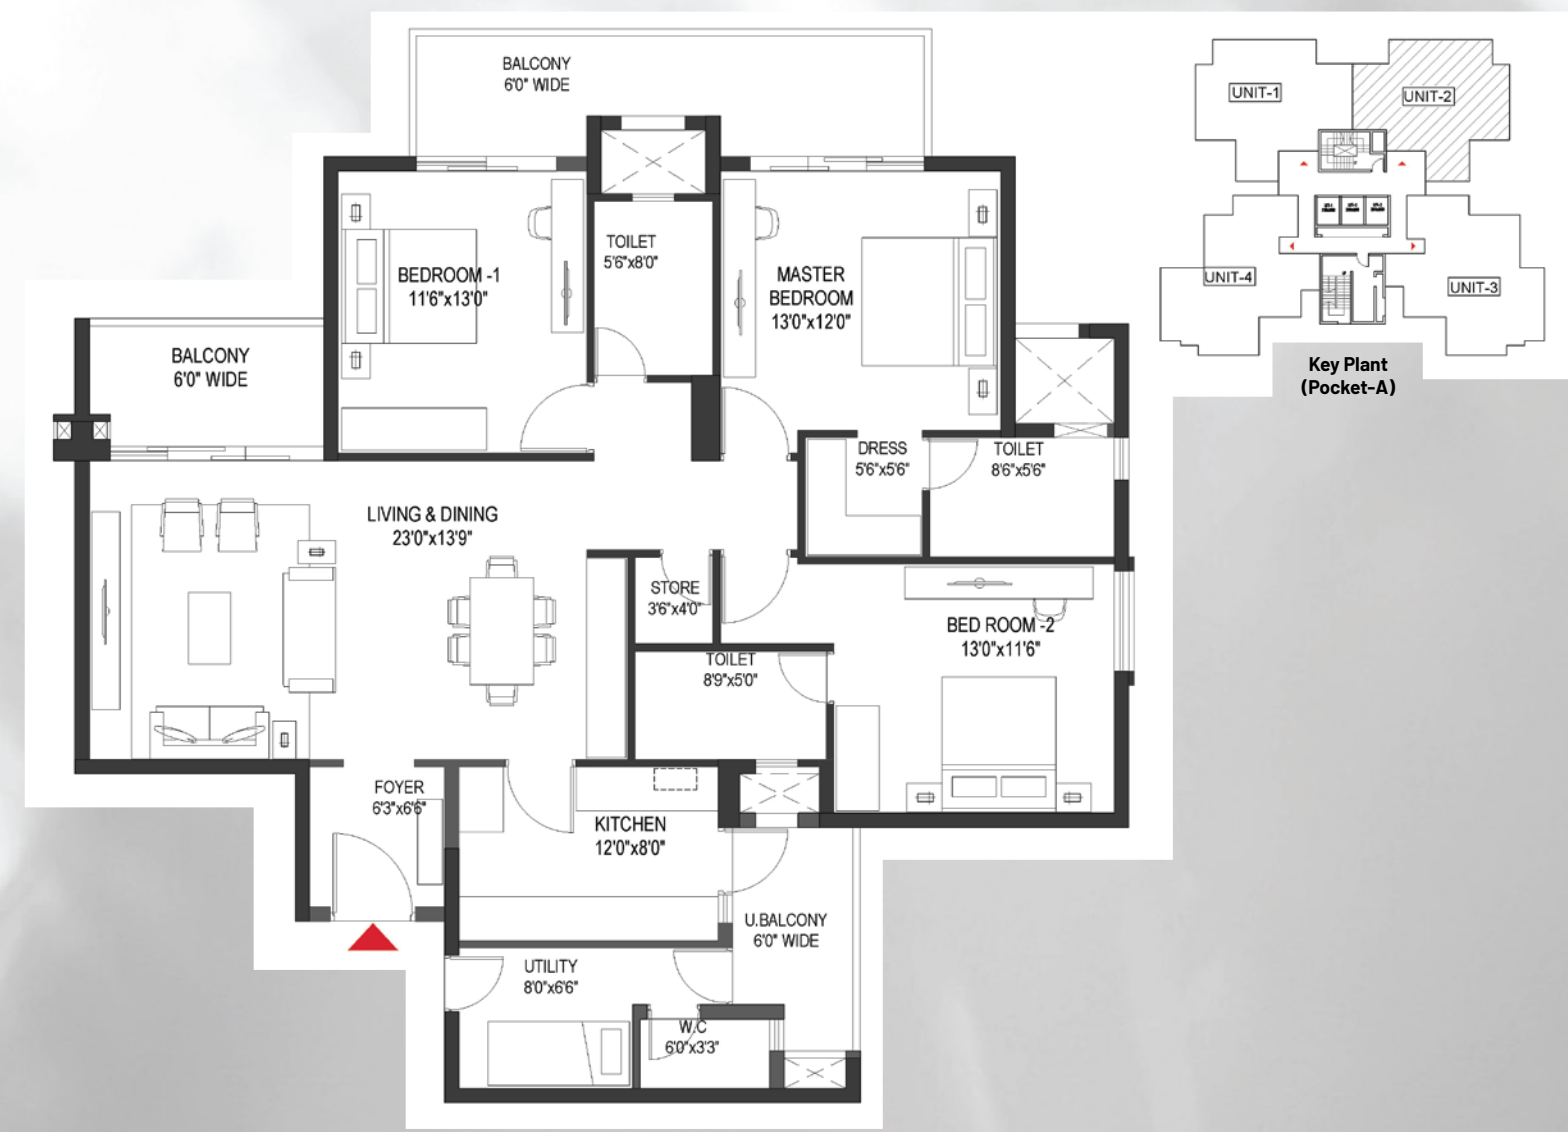 BALCONY
6'0" WIDE
UNIT-1
UNIT-2
UNIT-4
UNIT-3
Key Plant
(Pocket-A)
BEDROOM -1
11'6"x13'0"
TOILET
5'6"x8'0"
MASTER
BEDROOM
13'0"x12'0"
BALCONY
6'0" WIDE
DRESS
5'6"x5'6"
TOILET
8'6"x5'6"
LIVING & DINING
23'0"x13'9"
STORE
3'6"x4'0"
BED ROOM -2
13'0"x11'6"
TOILET
8'9"x5'0"
FOYER
6'3"x6'6"
KITCHEN
12'0"x8'0"
U.BALCONY
6'0" WIDE
UTILITY
8'0"x6'6"
W.C
6'0"x3'3"